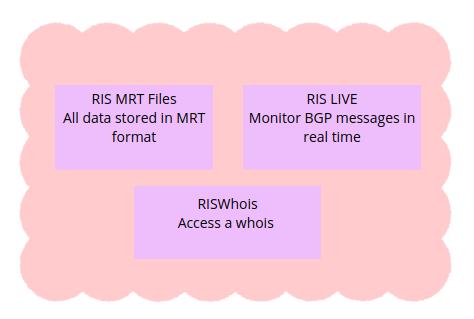 RIS MRT Files
All data stored in MRT
format
RIS LIVE
Monitor BGP messages in
real time
RISWhois
Access a whois